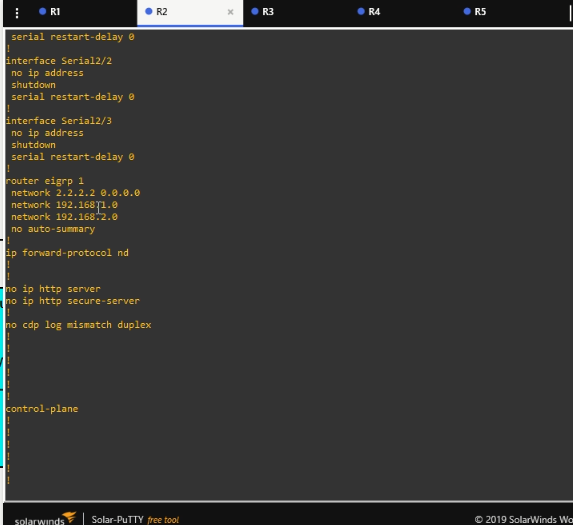 R1
R2
×
R3
R4
R5
serial restart-delay 0
!
interface Serial2/2
no ip address
shutdown
serial restart-delay 0
!
interface Serial2/3
no ip address
shutdown
serial restart-delay 0
!
router eigrp 1
network 2.2.2.2 0.0.0.0
network 192.168.1.0
network 192.168.2.0
no auto-summary
!
ip forward-protocol nd
!
!
no ip http server
no ip http secure-server
!
no cdp log mismatch duplex
!
!
!
!
!
!
control-plane
!
!
!
!
!
!
solarwinds
Solar-PuTTY free tool
© 2019 SolarWinds Wo